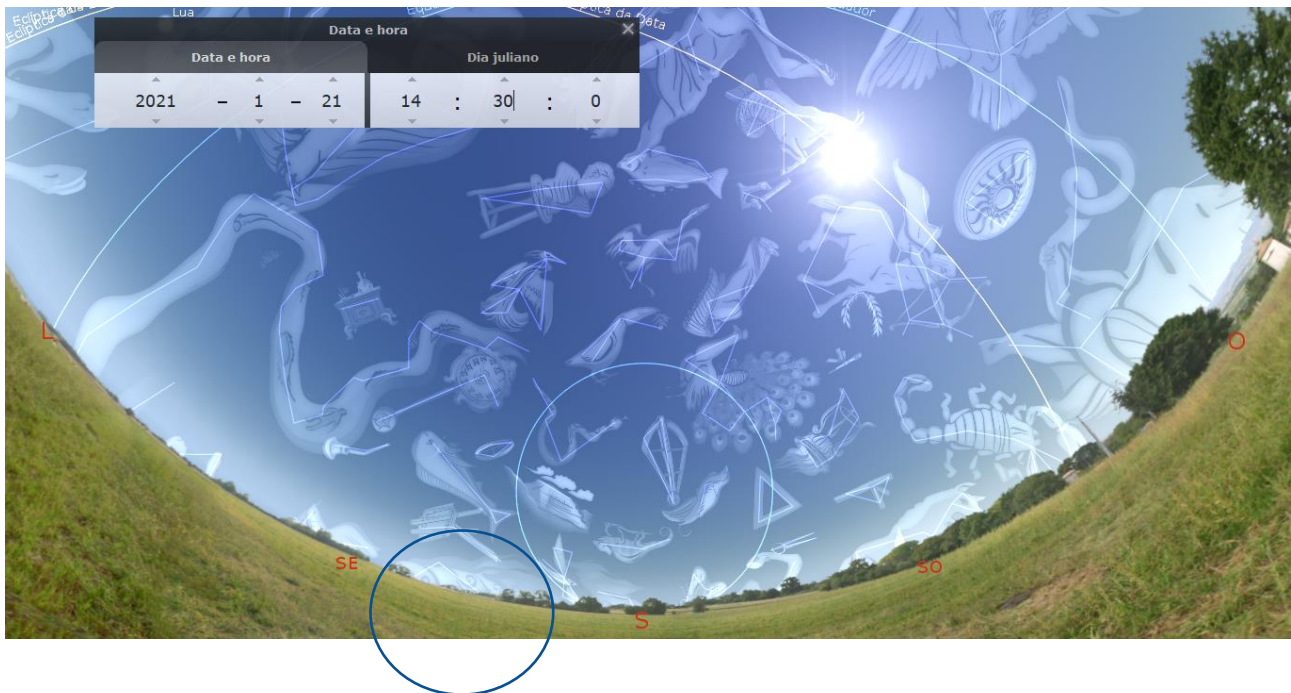 Lua
Data e hora
Data e hora
Dia juliano
2021 - 1 - 21
14 : 30 : 0
L
SE
S
SO
O